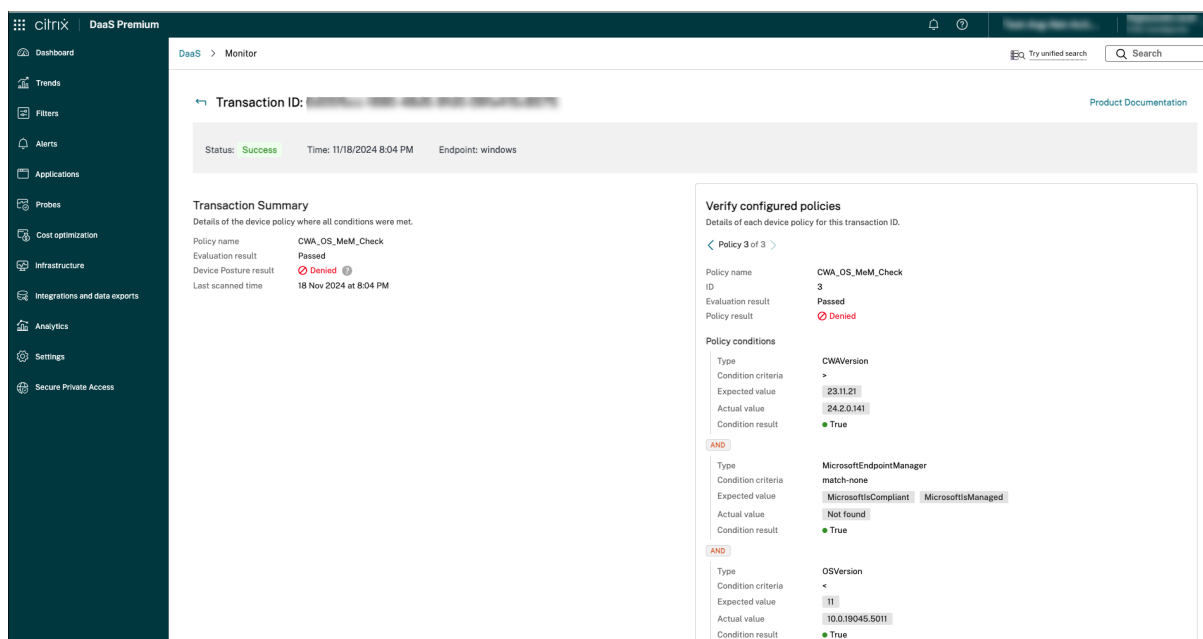 citrix DaaS Premium
Dashboard
Trends
Filters
Alerts
Applications
Probes
Cost optimization
Infrastructure
Integrations and data exports
Analytics
Settings
Secure Private Access
DaaS > Monitor
Try unified search
Search
Transaction ID:
Product Documentation
Status: Success Time: 11/18/2024 8:04 PM Endpoint: windows
Transaction Summary
Details of the device policy where all conditions were met.
Policy name CWA_OS_MeM_Check
Evaluation result Passed
Device Posture result Denied ?
Last scanned time 18 Nov 2024 at 8:04 PM
Verify configured policies
Details of each device policy for this transaction ID.
< Policy 3 of 3 >
Policy name CWA_OS_MeM_Check
ID 3
Evaluation result Passed
Policy result Denied
Policy conditions
Type CWAVersion
Condition criteria >
Expected value 23.11.21
Actual value 24.2.0.141
Condition result True
AND
Type MicrosoftEndpointManager
Condition criteria match-none
Expected value MicrosoftIsCompliant MicrosoftIsManaged
Actual value Not found
Condition result True
AND
Type OSVersion
Condition criteria <
Expected value 11
Actual value 10.0.19045.5011
Condition result True